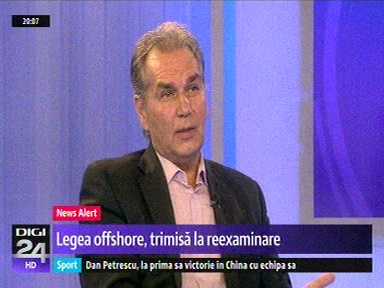 20:07
News Alert
Legea offshore, trimisă la reexaminare
DIGI
24
HD
Sport
Dan Petrescu, la prima sa victorie în China cu echipa sa